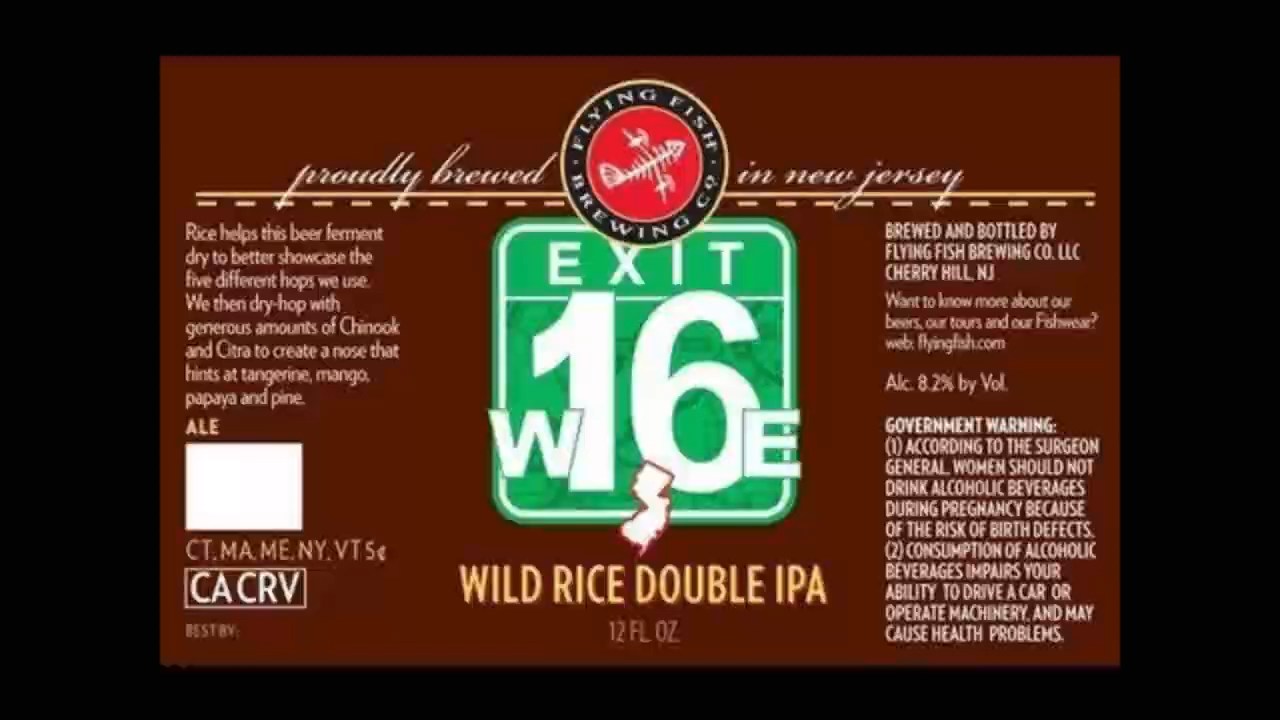 FLYING FISH
BREWING CO.
proudly brewed in new jersey
Rice helps this beer ferment
dry to better showcase the
five different hops we use.
We then dry-hop with
generous amounts of Chinook
and Citra to create a nose that
hints at tangerine, mango,
papaya and pine.
ALE
CT, MA, ME, NY, VT 5¢
CA CRV
BEST BY:
EXIT
16
W E
WILD RICE DOUBLE IPA
12 FL. OZ.
BREWED AND BOTTLED BY
FLYING FISH BREWING CO. LLC
CHERRY HILL, NJ
Want to know more about our
beers, our tours and our Fishwear?
web: flyingfish.com
Alc. 8.2% by Vol.
GOVERNMENT WARNING:
(1) ACCORDING TO THE SURGEON
GENERAL, WOMEN SHOULD NOT
DRINK ALCOHOLIC BEVERAGES
DURING PREGNANCY BECAUSE
OF THE RISK OF BIRTH DEFECTS.
(2) CONSUMPTION OF ALCOHOLIC
BEVERAGES IMPAIRS YOUR
ABILITY TO DRIVE A CAR OR
OPERATE MACHINERY, AND MAY
CAUSE HEALTH PROBLEMS.